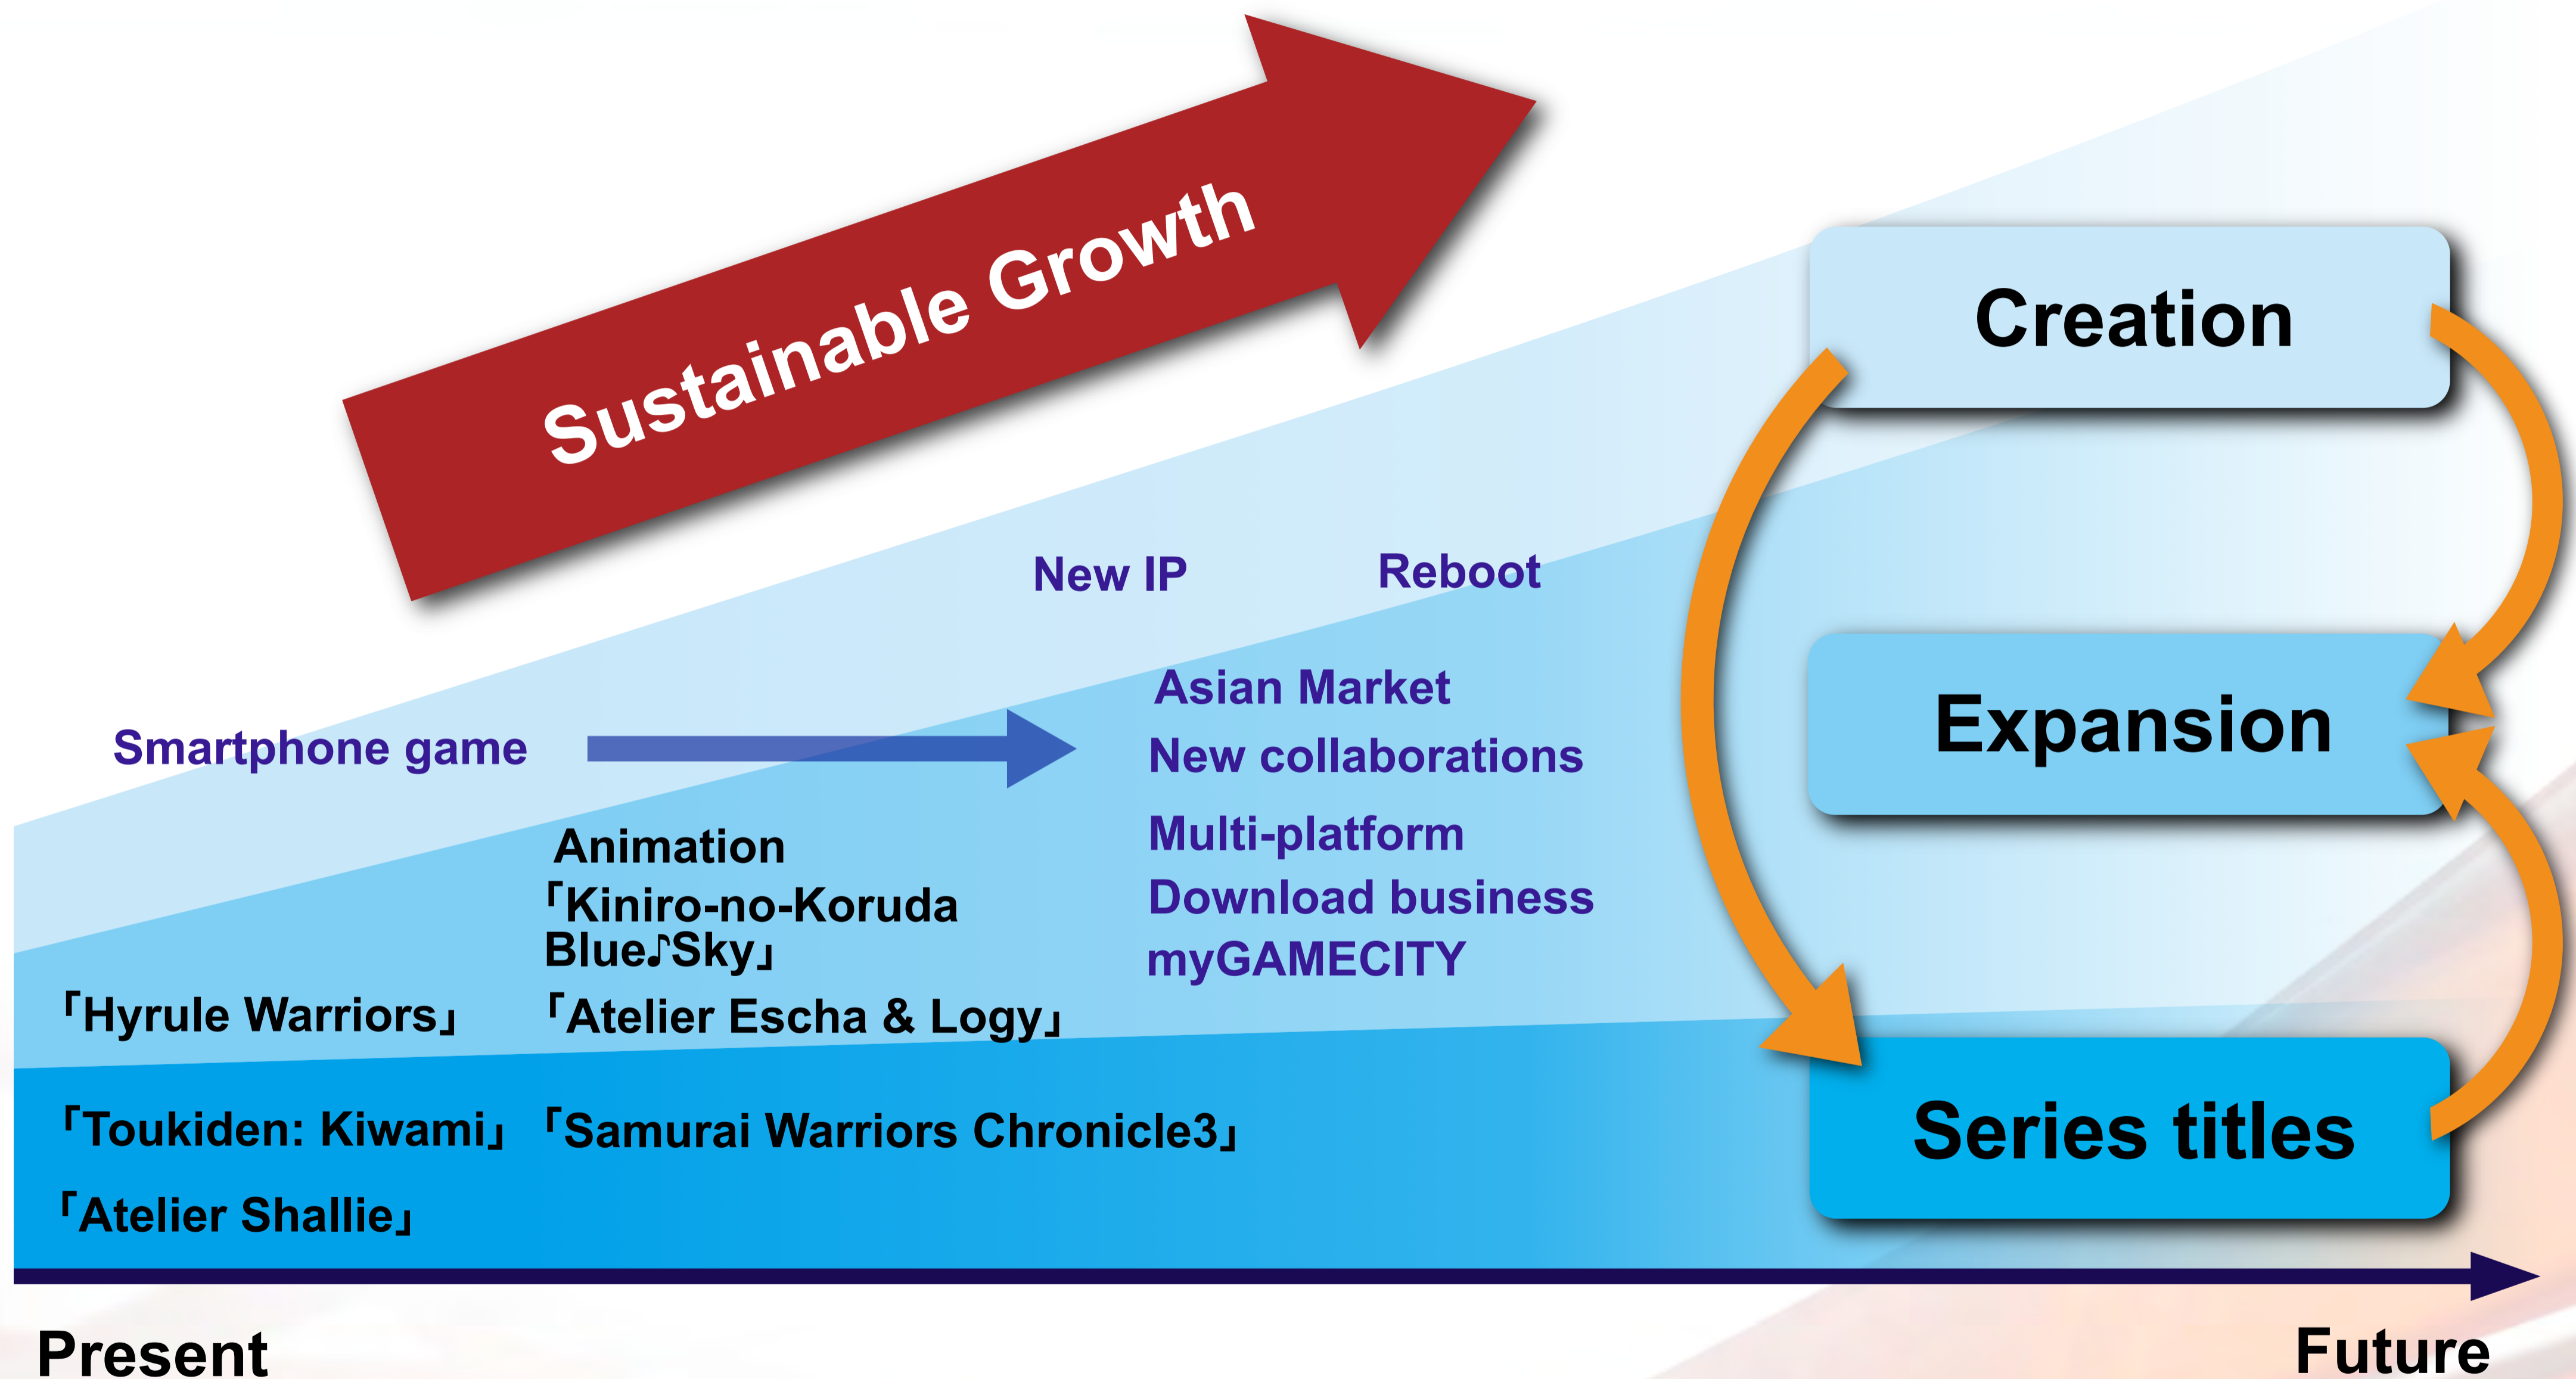 Sustainable Growth
Creation
New IP
Reboot
Asian Market
Smartphone game
New collaborations
Expansion
Multi-platform
Download business
myGAMECITY
Animation
「Kiniro-no-Koruda
Blue♪Sky」
「Hyrule Warriors」
「Atelier Escha & Logy」
「Toukiden: Kiwami」
「Samurai Warriors Chronicle3」
「Atelier Shallie」
Series titles
Present
Future